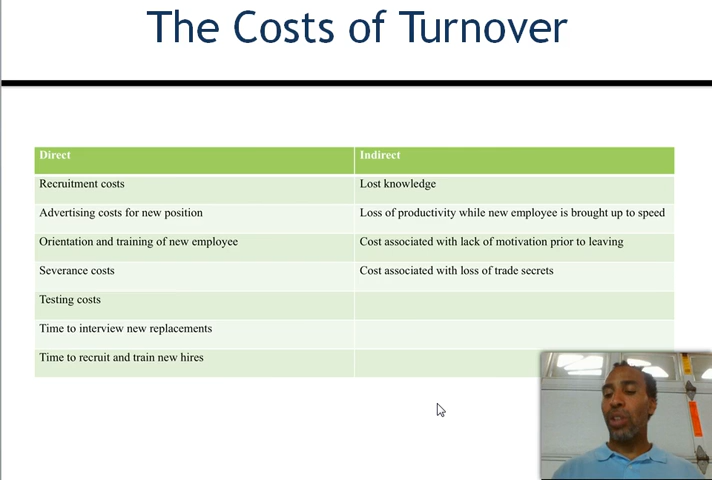 The Costs of Turnover
Direct
Indirect
Recruitment costs
Lost knowledge
Advertising costs for new position
Loss of productivity while new employee is brought up to speed
Orientation and training of new employee
Cost associated with lack of motivation prior to leaving
Severance costs
Cost associated with loss of trade secrets
Testing costs
Time to interview new replacements
Time to recruit and train new hires